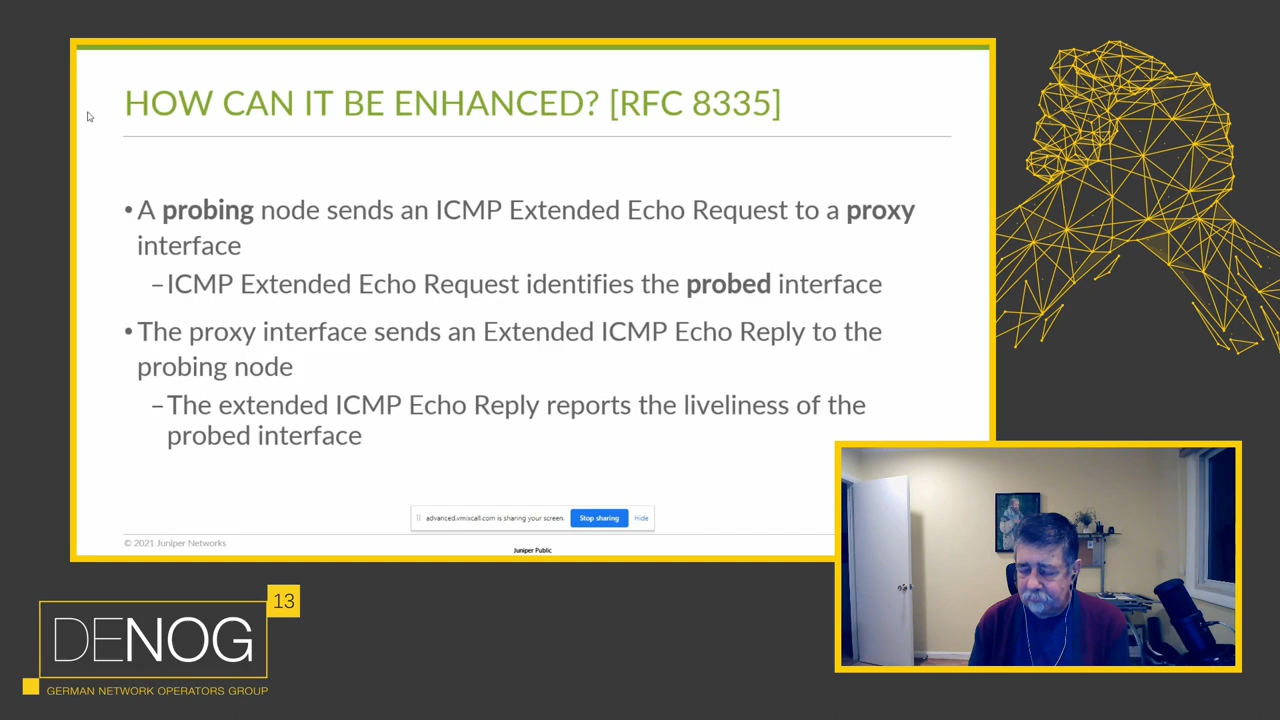 HOW CAN IT BE ENHANCED? [RFC 8335]
• A probing node sends an ICMP Extended Echo Request to a proxy
interface
–ICMP Extended Echo Request identifies the probed interface
• The proxy interface sends an Extended ICMP Echo Reply to the
probing node
–The extended ICMP Echo Reply reports the liveliness of the
probed interface
advanced.vmixcall.com is sharing your screen. Stop sharing Hide
© 2021 Juniper Networks
Juniper Public
13
DENOG
GERMAN NETWORK OPERATORS GROUP